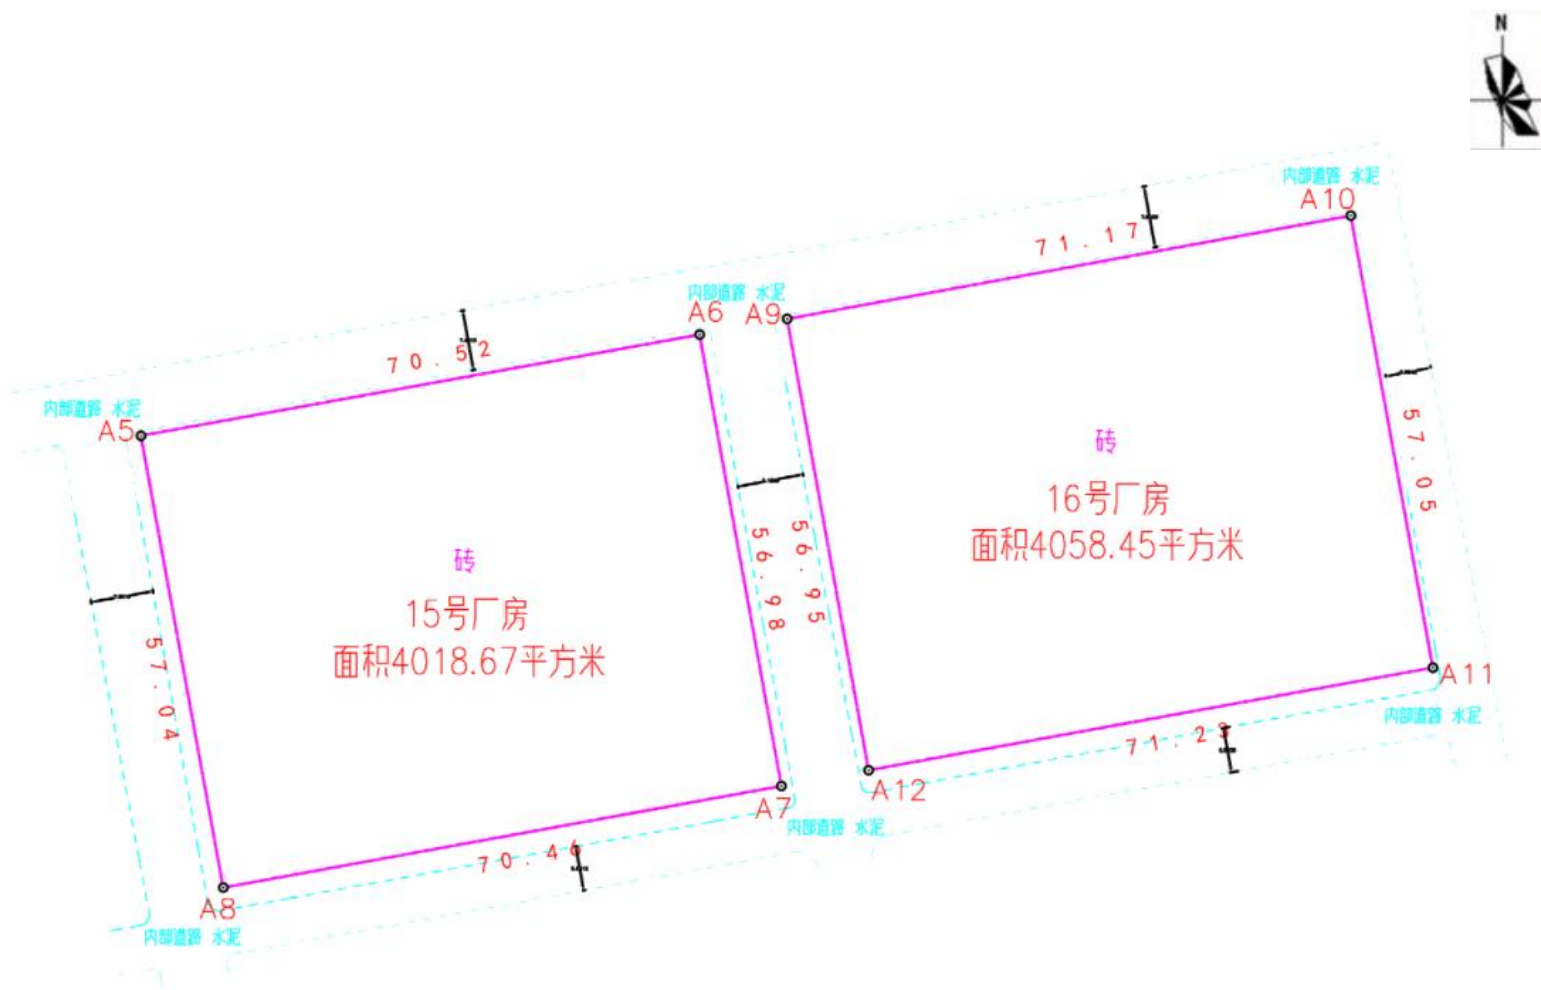 N
内部道路 水泥
A10
71.17
内部道路 水泥
A6
A9
70.52
内部道路 水泥
A5
57.05
砖
16号厂房
面积4058.45平方米
56.98
56.95
砖
15号厂房
面积4018.67平方米
57.04
A11
内部道路 水泥
71.23
A12
A7
内部道路 水泥
70.46
A8
内部道路 水泥